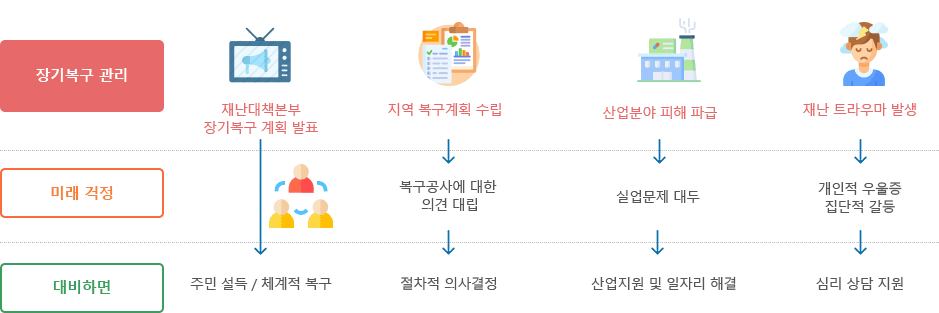 장기복구 관리
재난대책본부
장기복구 계획 발표
지역 복구계획 수립
산업분야 피해 파급
재난 트라우마 발생
미래 걱정
복구공사에 대한
의견 대립
실업문제 대두
개인적 우울증
집단적 갈등
대비하면
주민 설득 / 체계적 복구
절차적 의사결정
산업지원 및 일자리 해결
심리 상담 지원